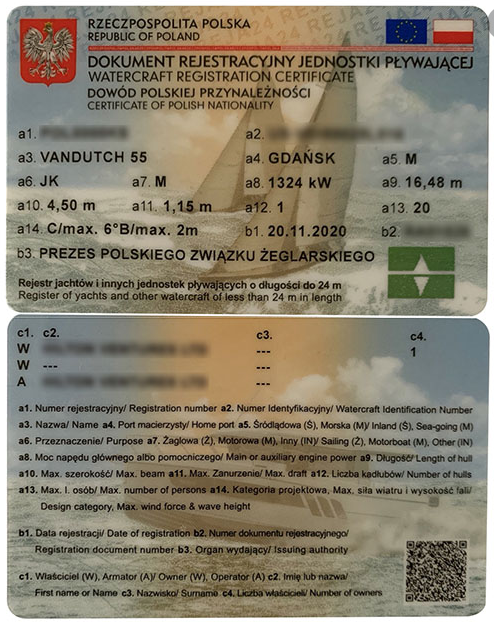 RZECZPOSPOLITA POLSKA
REPUBLIC OF POLAND
DOKUMENT REJESTRACYJNY JEDNOSTKI PŁYWAJĄCEJ
WATERCRAFT REGISTRATION CERTIFICATE
DOWÓD POLSKIEJ PRZYNALEŻNOŚCI
CERTIFICATE OF POLISH NATIONALITY
a1. a2.
a3. VANDUTCH 55 a4. GDAŃSK a5. M
a6. JK a7. M a8. 1324 kW a9. 16,48 m
a10. 4,50 m a11. 1,15 m a12. 1 a13. 20
a14. C/max. 6°B/max. 2m b1. 20.11.2020 b2.
b3. PREZES POLSKIEGO ZWIĄZKU ŻEGLARSKIEGO
Rejestr jachtów i innych jednostek pływających o długości do 24 m
Register of yachts and other watercraft of less than 24 m in length
c1. c2. c3. c4.
W --- 1
W --- ---
A ---
a1. Numer rejestracyjny/ Registration number a2. Numer Identyfikacyjny/ Watercraft Identification Number
a3. Nazwa/ Name a4. Port macierzysty/ Home port a5. Śródlądowa (Ś), Morska (M)/ Inland (Ś), Sea-going (M)
a6. Przeznaczenie/ Purpose a7. Żaglowa (Ż), Motorowa (M), Inny (IN)/ Sailing (Ż), Motorboat (M), Other (IN)
a8. Moc napędu głównego albo pomocniczego/ Main or auxiliary engine power a9. Długość/ Length of hull
a10. Max. szerokość/ Max. beam a11. Max. Zanurzenie/ Max. draft a12. Liczba kadłubów/ Number of hulls
a13. Max. l. osób/ Max. number of persons a14. Kategoria projektowa, Max. siła wiatru i wysokość fali/
Design category, Max. wind force & wave height
b1. Data rejestracji/ Date of registration b2. Numer dokumentu rejestracyjnego/
Registration document number b3. Organ wydający/ Issuing authority
c1. Właściciel (W), Armator (A)/ Owner (W), Operator (A) c2. Imię lub nazwa/
First name or Name c3. Nazwisko/ Surname c4. Liczba właścicieli/ Number of owners